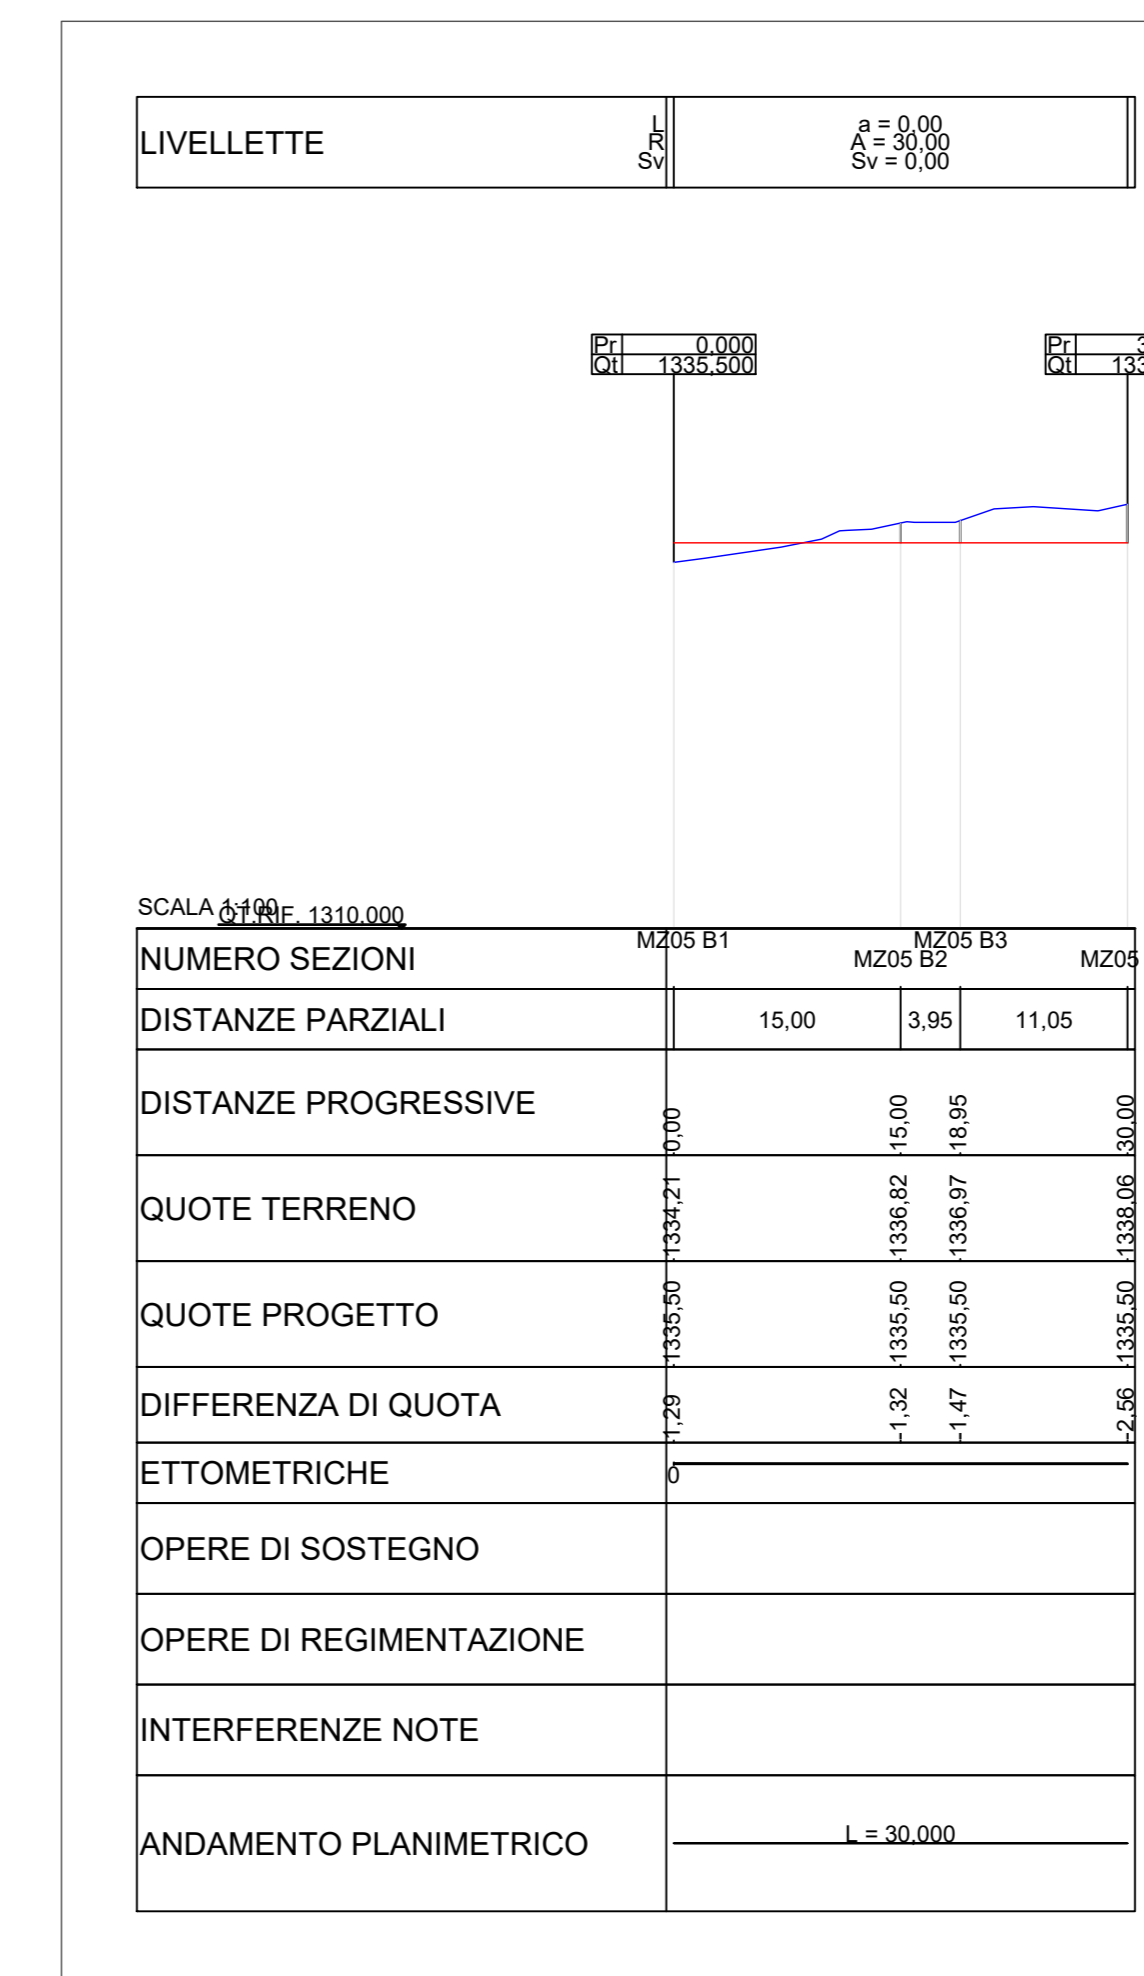 LIVELLETTE
L
R
Sv
a = 0,00
A = 30,00
Sv = 0,00
Pr 0,000
Qt 1335,500
Pr 3
Qt 133
SCALA 1:100
QT.RIF. 1310.000
NUMERO SEZIONI MZ05 B1 MZ05 B2 MZ05 B3 MZ05
DISTANZE PARZIALI 15,00 3,95 11,05
DISTANZE PROGRESSIVE 0,00 15,00 18,95 30,00
QUOTE TERRENO 1334,21 1336,82 1336,97 1338,06
QUOTE PROGETTO 1335,50 1335,50 1335,50 1335,50
DIFFERENZA DI QUOTA 1,29 -1,32 -1,47 -2,56
ETTOMETRICHE 0
OPERE DI SOSTEGNO
OPERE DI REGIMENTAZIONE
INTERFERENZE NOTE
ANDAMENTO PLANIMETRICO L = 30,000